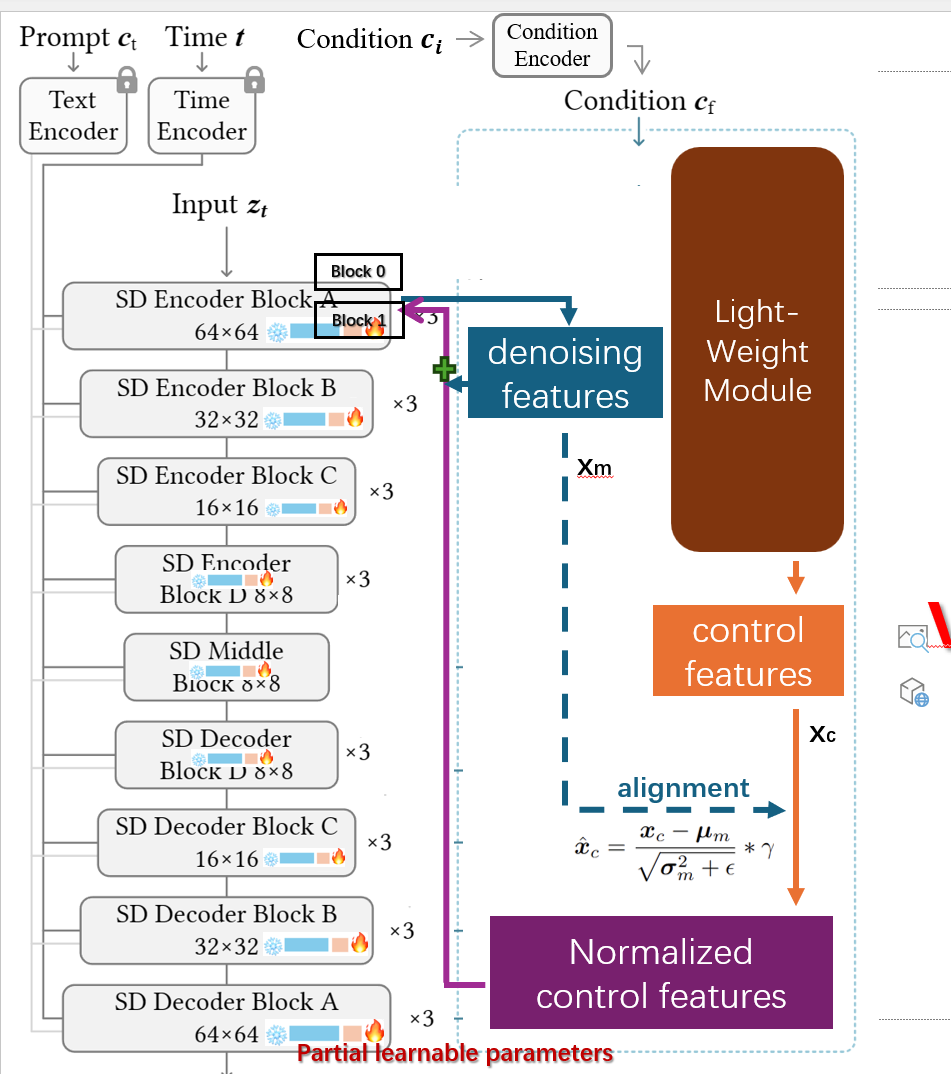 Prompt cₜ
Time t
Condition cᵢ
Condition
Encoder
Text
Encoder
Time
Encoder
Condition c_f
Input zₜ
Block 0
SD Encoder Block A
64×64
Block 1
×3
SD Encoder Block B
32×32
×3
SD Encoder Block C
16×16
×3
SD Encoder
Block D 8×8
×3
SD Middle
Block 8×8
SD Decoder
Block D 8×8
×3
SD Decoder Block C
16×16
×3
SD Decoder Block B
32×32
×3
SD Decoder Block A
64×64
×3
Partial learnable parameters
denoising
features
Xm
Light-
Weight
Module
control
features
Xc
alignment
x̂_c = (x_c − μ_m) / √(σ²_m + ϵ) * γ
Normalized
control features